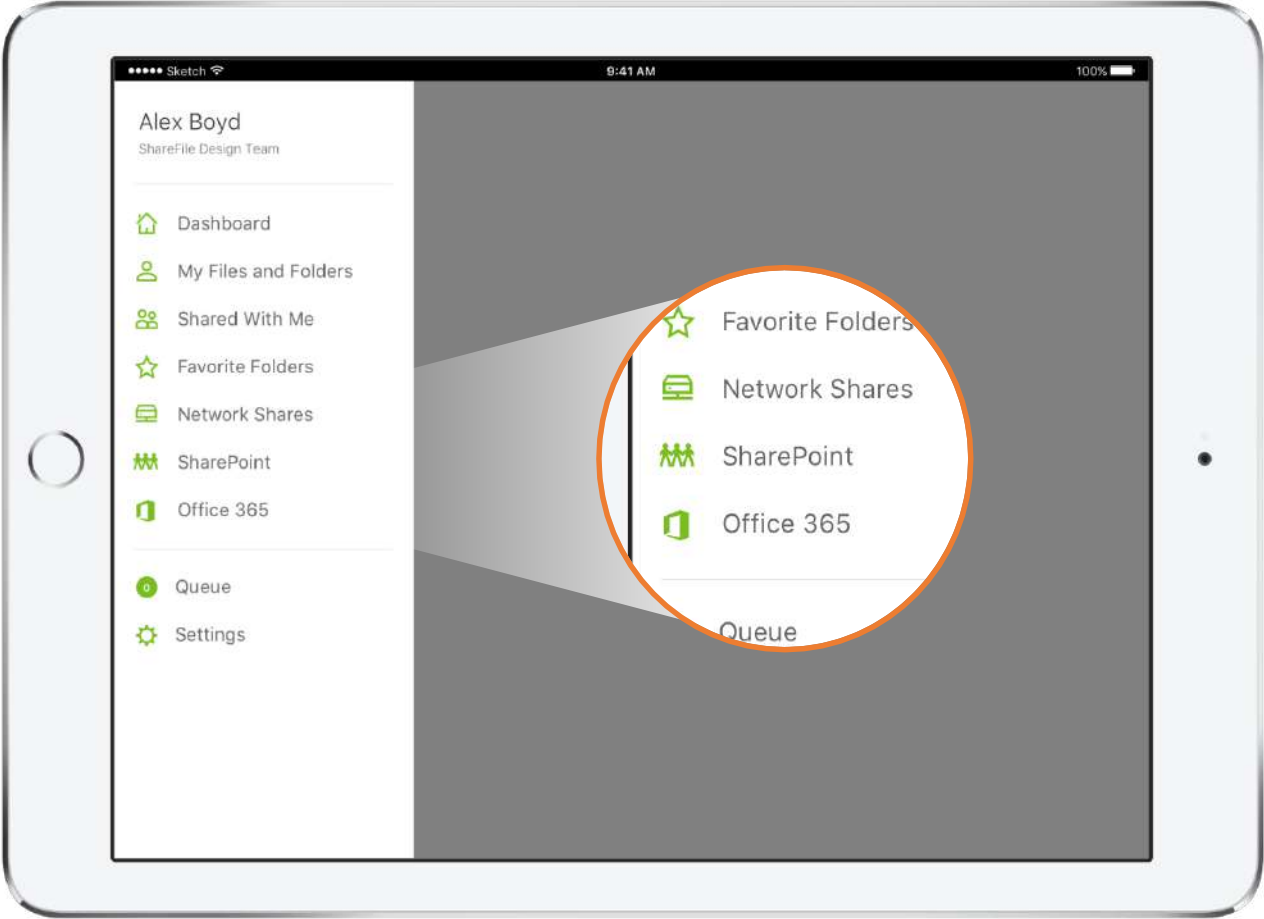 Sketch 9:41 AM 100%
Alex Boyd
ShareFile Design Team
Dashboard
My Files and Folders
Shared With Me
Favorite Folders
Network Shares
SharePoint
Office 365
0 Queue
Settings
Favorite Folders
Network Shares
SharePoint
Office 365
Queue